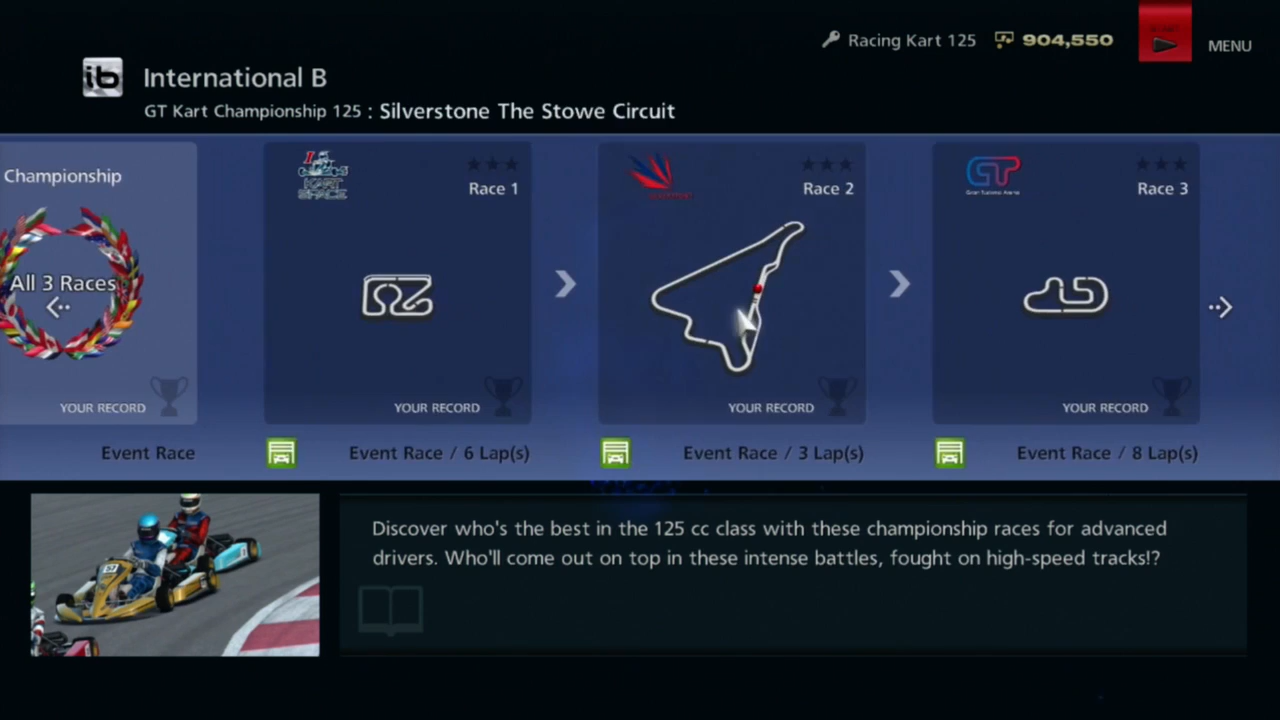 Racing Kart 125 904,550 MENU
ib International B
GT Kart Championship 125 : Silverstone The Stowe Circuit
Championship
All 3 Races
YOUR RECORD
Event Race
KART
SPACE
Race 1
YOUR RECORD
Event Race / 6 Lap(s)
Race 2
YOUR RECORD
Event Race / 3 Lap(s)
GT
Race 3
YOUR RECORD
Event Race / 8 Lap(s)
Discover who's the best in the 125 cc class with these championship races for advanced
drivers. Who'll come out on top in these intense battles, fought on high-speed tracks!?